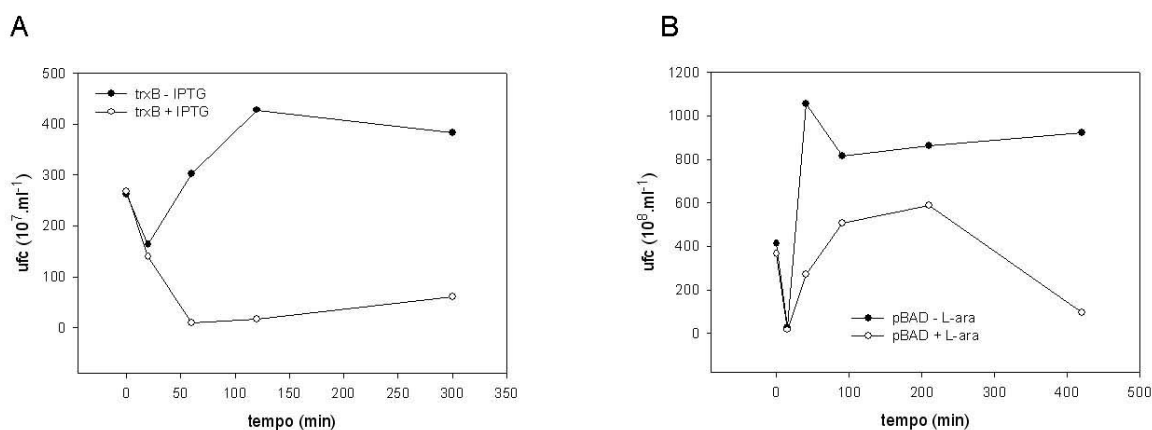 A
B
500
400
300
200
100
0
ufc (10⁷.ml⁻¹)
trxB - IPTG
trxB + IPTG
0
50
100
150
200
250
300
350
tempo (min)
1200
1000
800
600
400
200
0
ufc (10⁸.ml⁻¹)
pBAD - L-ara
pBAD + L-ara
0
100
200
300
400
500
tempo (min)